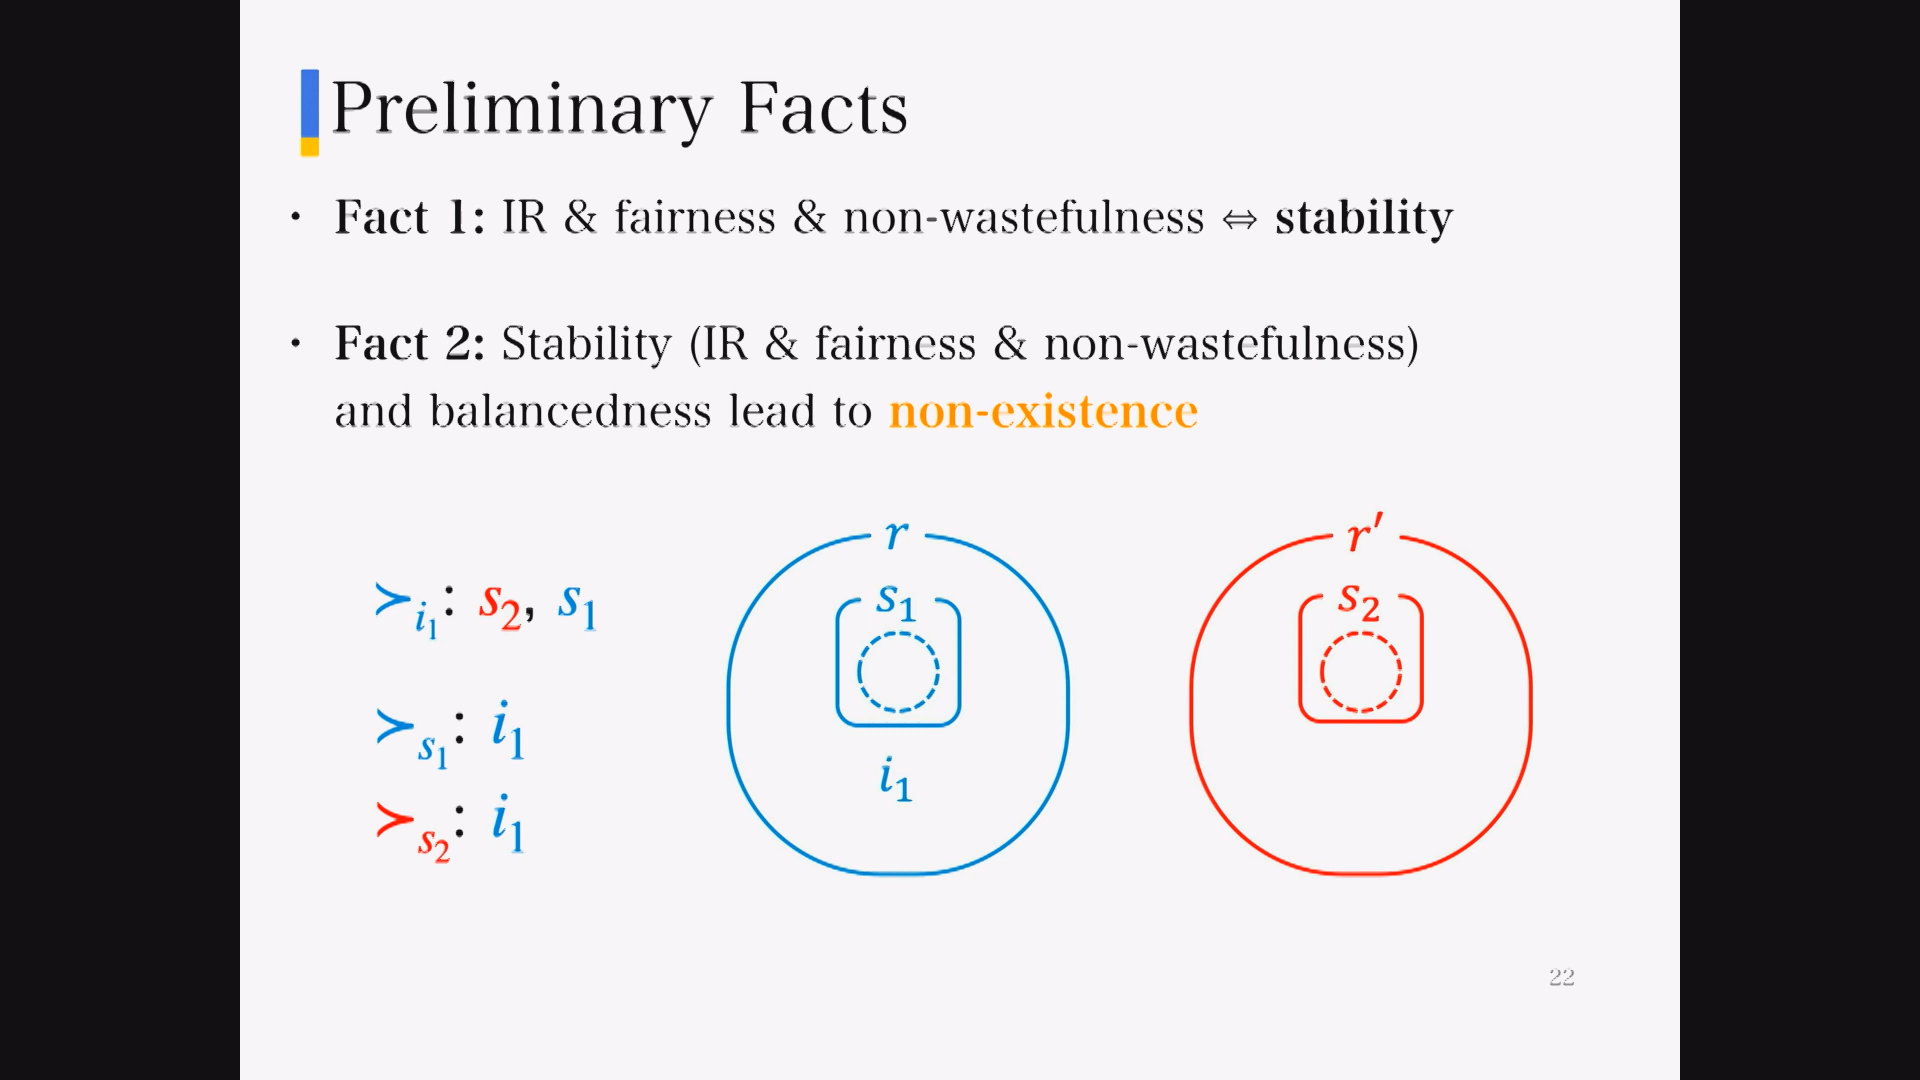 Preliminary Facts
• Fact 1: IR & fairness & non-wastefulness ⇔ stability
• Fact 2: Stability (IR & fairness & non-wastefulness)
and balancedness lead to non-existence
≻i₁: s₂, s₁
≻s₁: i₁
≻s₂: i₁
r
s₁
i₁
r′
s₂
22